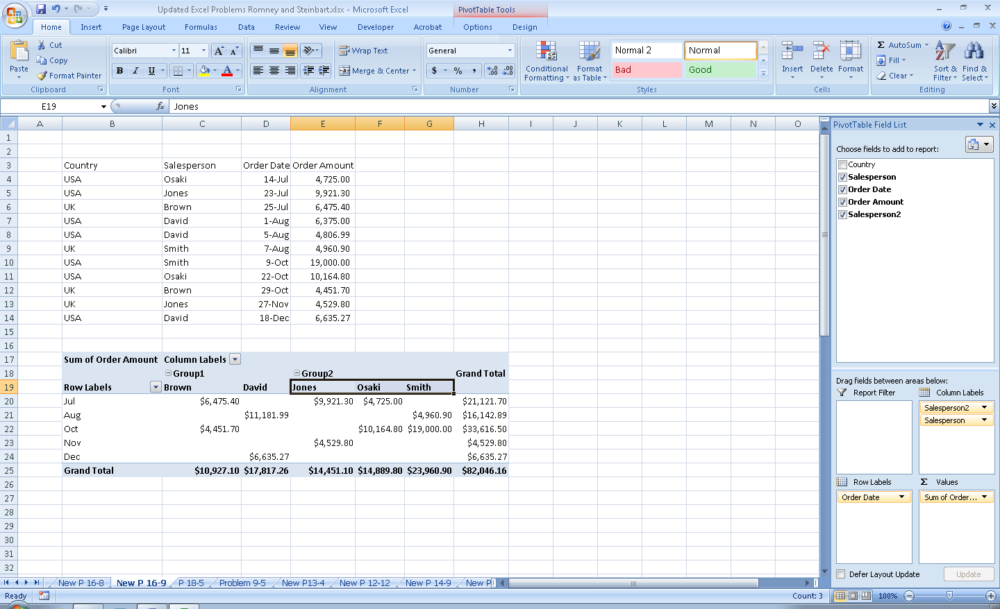 Updated Excel Problems Romney and Steinbart.xlsx - Microsoft Excel PivotTable Tools
Home Insert Page Layout Formulas Data Review View Developer Acrobat Options Design
Paste Cut Copy Format Painter
Calibri 11 B I U
Wrap Text Merge & Center
General $ % ,
Conditional Formatting Format as Table
Normal 2 Normal Bad Good
Insert Delete Format
Σ AutoSum Fill Clear Sort & Filter Find & Select
Clipboard Font Alignment Number Styles Cells Editing
E19 fx Jones
A B C D E F G H I J K L M N O
1
2
3 Country Salesperson Order Date Order Amount
4 USA Osaki 14-Jul 4,725.00
5 USA Jones 23-Jul 9,921.30
6 UK Brown 25-Jul 6,475.40
7 USA David 1-Aug 6,375.00
8 USA David 5-Aug 4,806.99
9 UK Smith 7-Aug 4,960.90
10 USA Smith 9-Oct 19,000.00
11 USA Osaki 22-Oct 10,164.80
12 UK Brown 29-Oct 4,451.70
13 UK Jones 27-Nov 4,529.80
14 USA David 18-Dec 6,635.27
15
16
17 Sum of Order Amount Column Labels
18 Group1 Group2 Grand Total
19 Row Labels Brown David Jones Osaki Smith
20 Jul $6,475.40 $9,921.30 $4,725.00 $21,121.70
21 Aug $11,181.99 $4,960.90 $16,142.89
22 Oct $4,451.70 $10,164.80 $19,000.00 $33,616.50
23 Nov $4,529.80 $4,529.80
24 Dec $6,635.27 $6,635.27
25 Grand Total $10,927.10 $17,817.26 $14,451.10 $14,889.80 $23,960.90 $82,046.16
26
27
28
29
30
31
32
PivotTable Field List
Choose fields to add to report:
Country
Salesperson
Order Date
Order Amount
Salesperson2
Drag fields between areas below:
Report Filter Column Labels
Salesperson2
Salesperson
Row Labels Σ Values
Order Date Sum of Order...
Defer Layout Update Update
New P 16-8 New P 16-9 P 18-5 Problem 9-5 New P13-4 New P 12-12 New P 14-9 New P
Ready Count: 3 100%